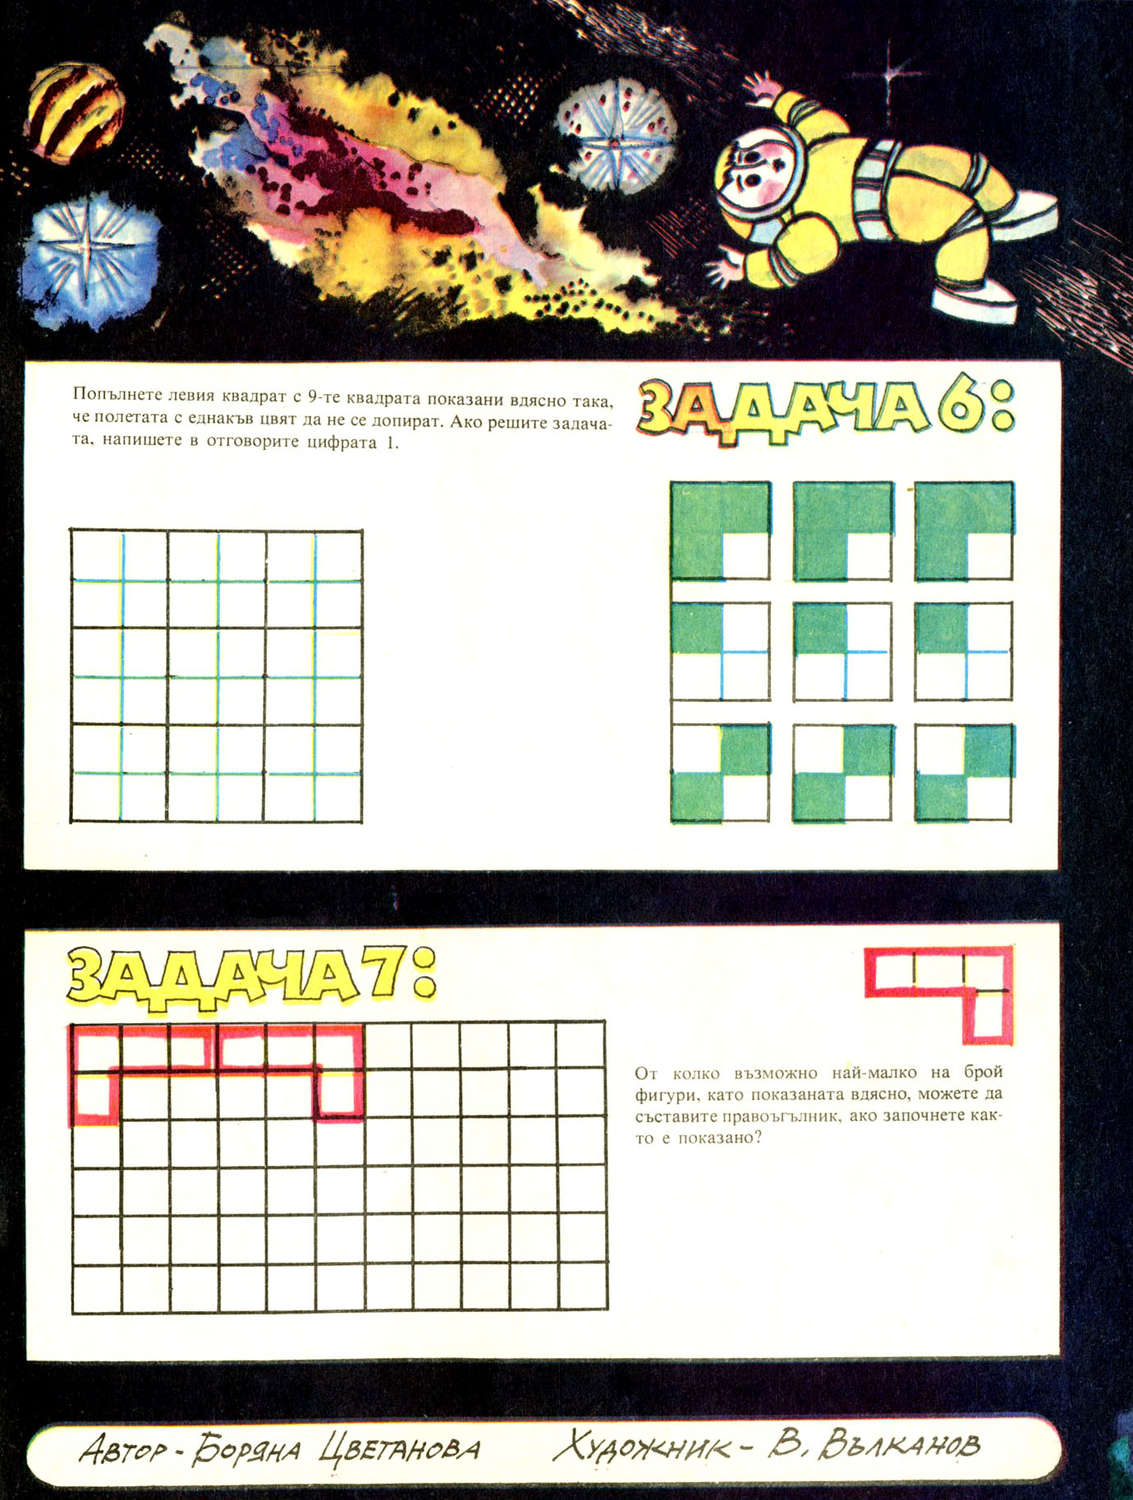 Попълнете левия квадрат с 9-те квадрата показани вдясно така,
че полетата с еднакъв цвят да не се допират. Ако решите задача-
та, напишете в отговорите цифрата 1.
ЗАДАЧА 6:
ЗАДАЧА 7:
От колко възможно най-малко на брой
фигури, като показаната вдясно, можете да
съставите правоъгълник, ако започнете как-
то е показано?
Автор - Боряна Цветанова
Художник - В. Вълканов